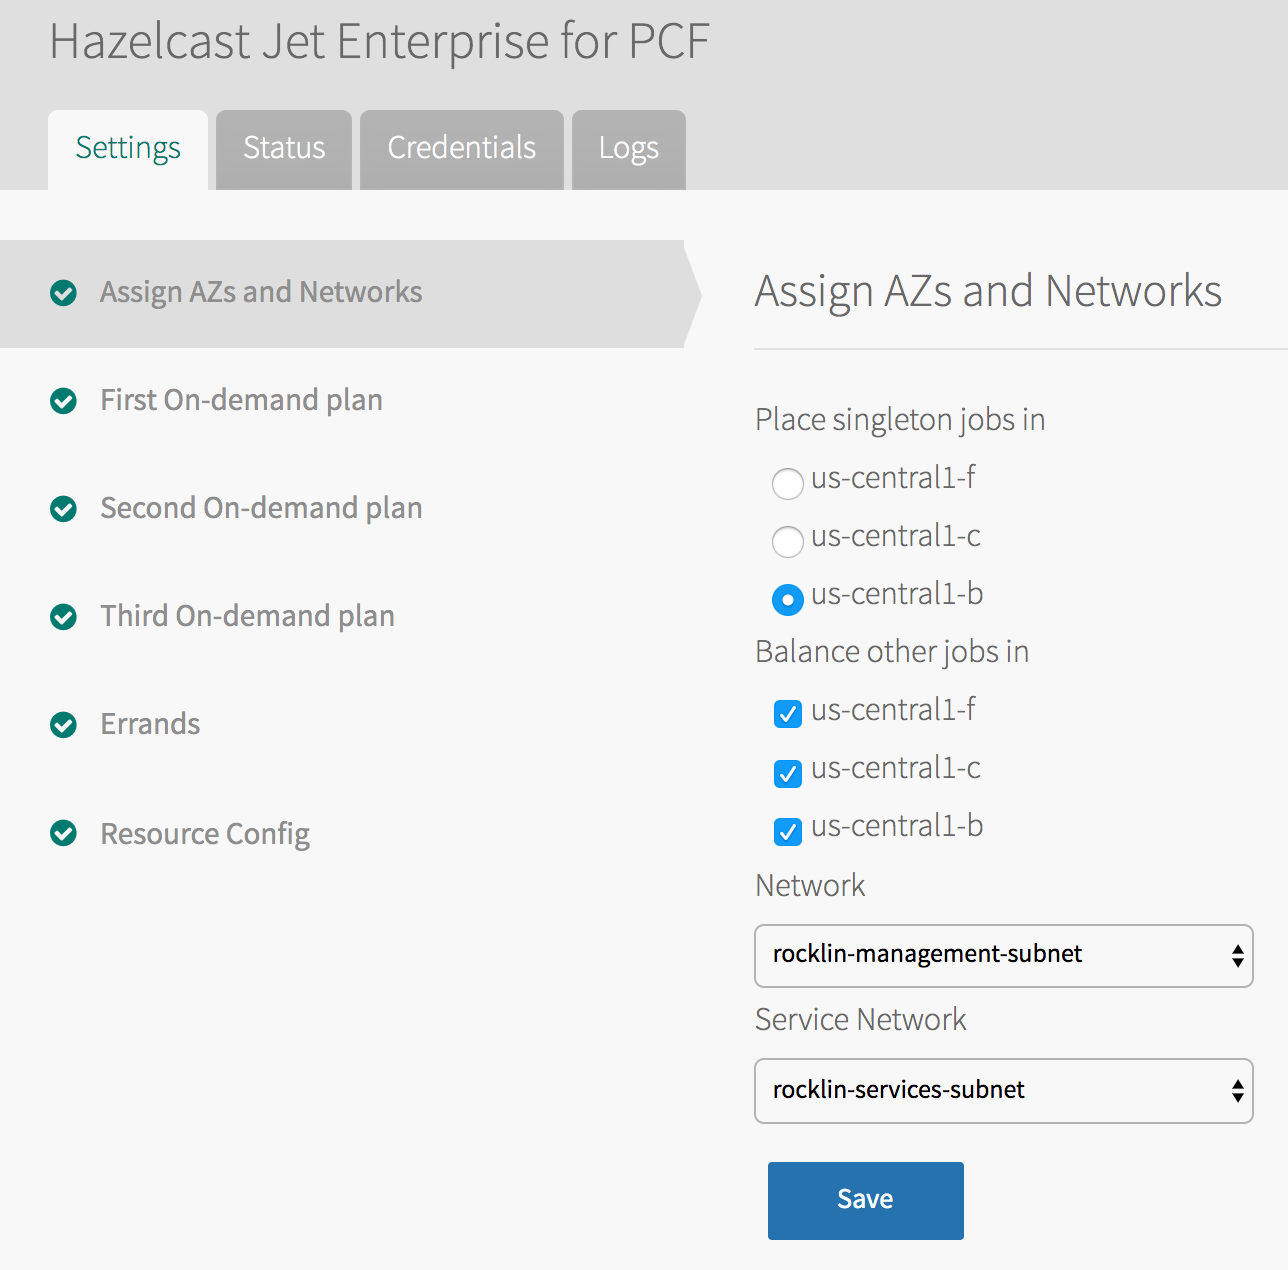 Hazelcast Jet Enterprise for PCF
Settings
Status
Credentials
Logs
Assign AZs and Networks
First On-demand plan
Second On-demand plan
Third On-demand plan
Errands
Resource Config
Assign AZs and Networks
Place singleton jobs in
us-central1-f
us-central1-c
us-central1-b
Balance other jobs in
us-central1-f
us-central1-c
us-central1-b
Network
rocklin-management-subnet
Service Network
rocklin-services-subnet
Save